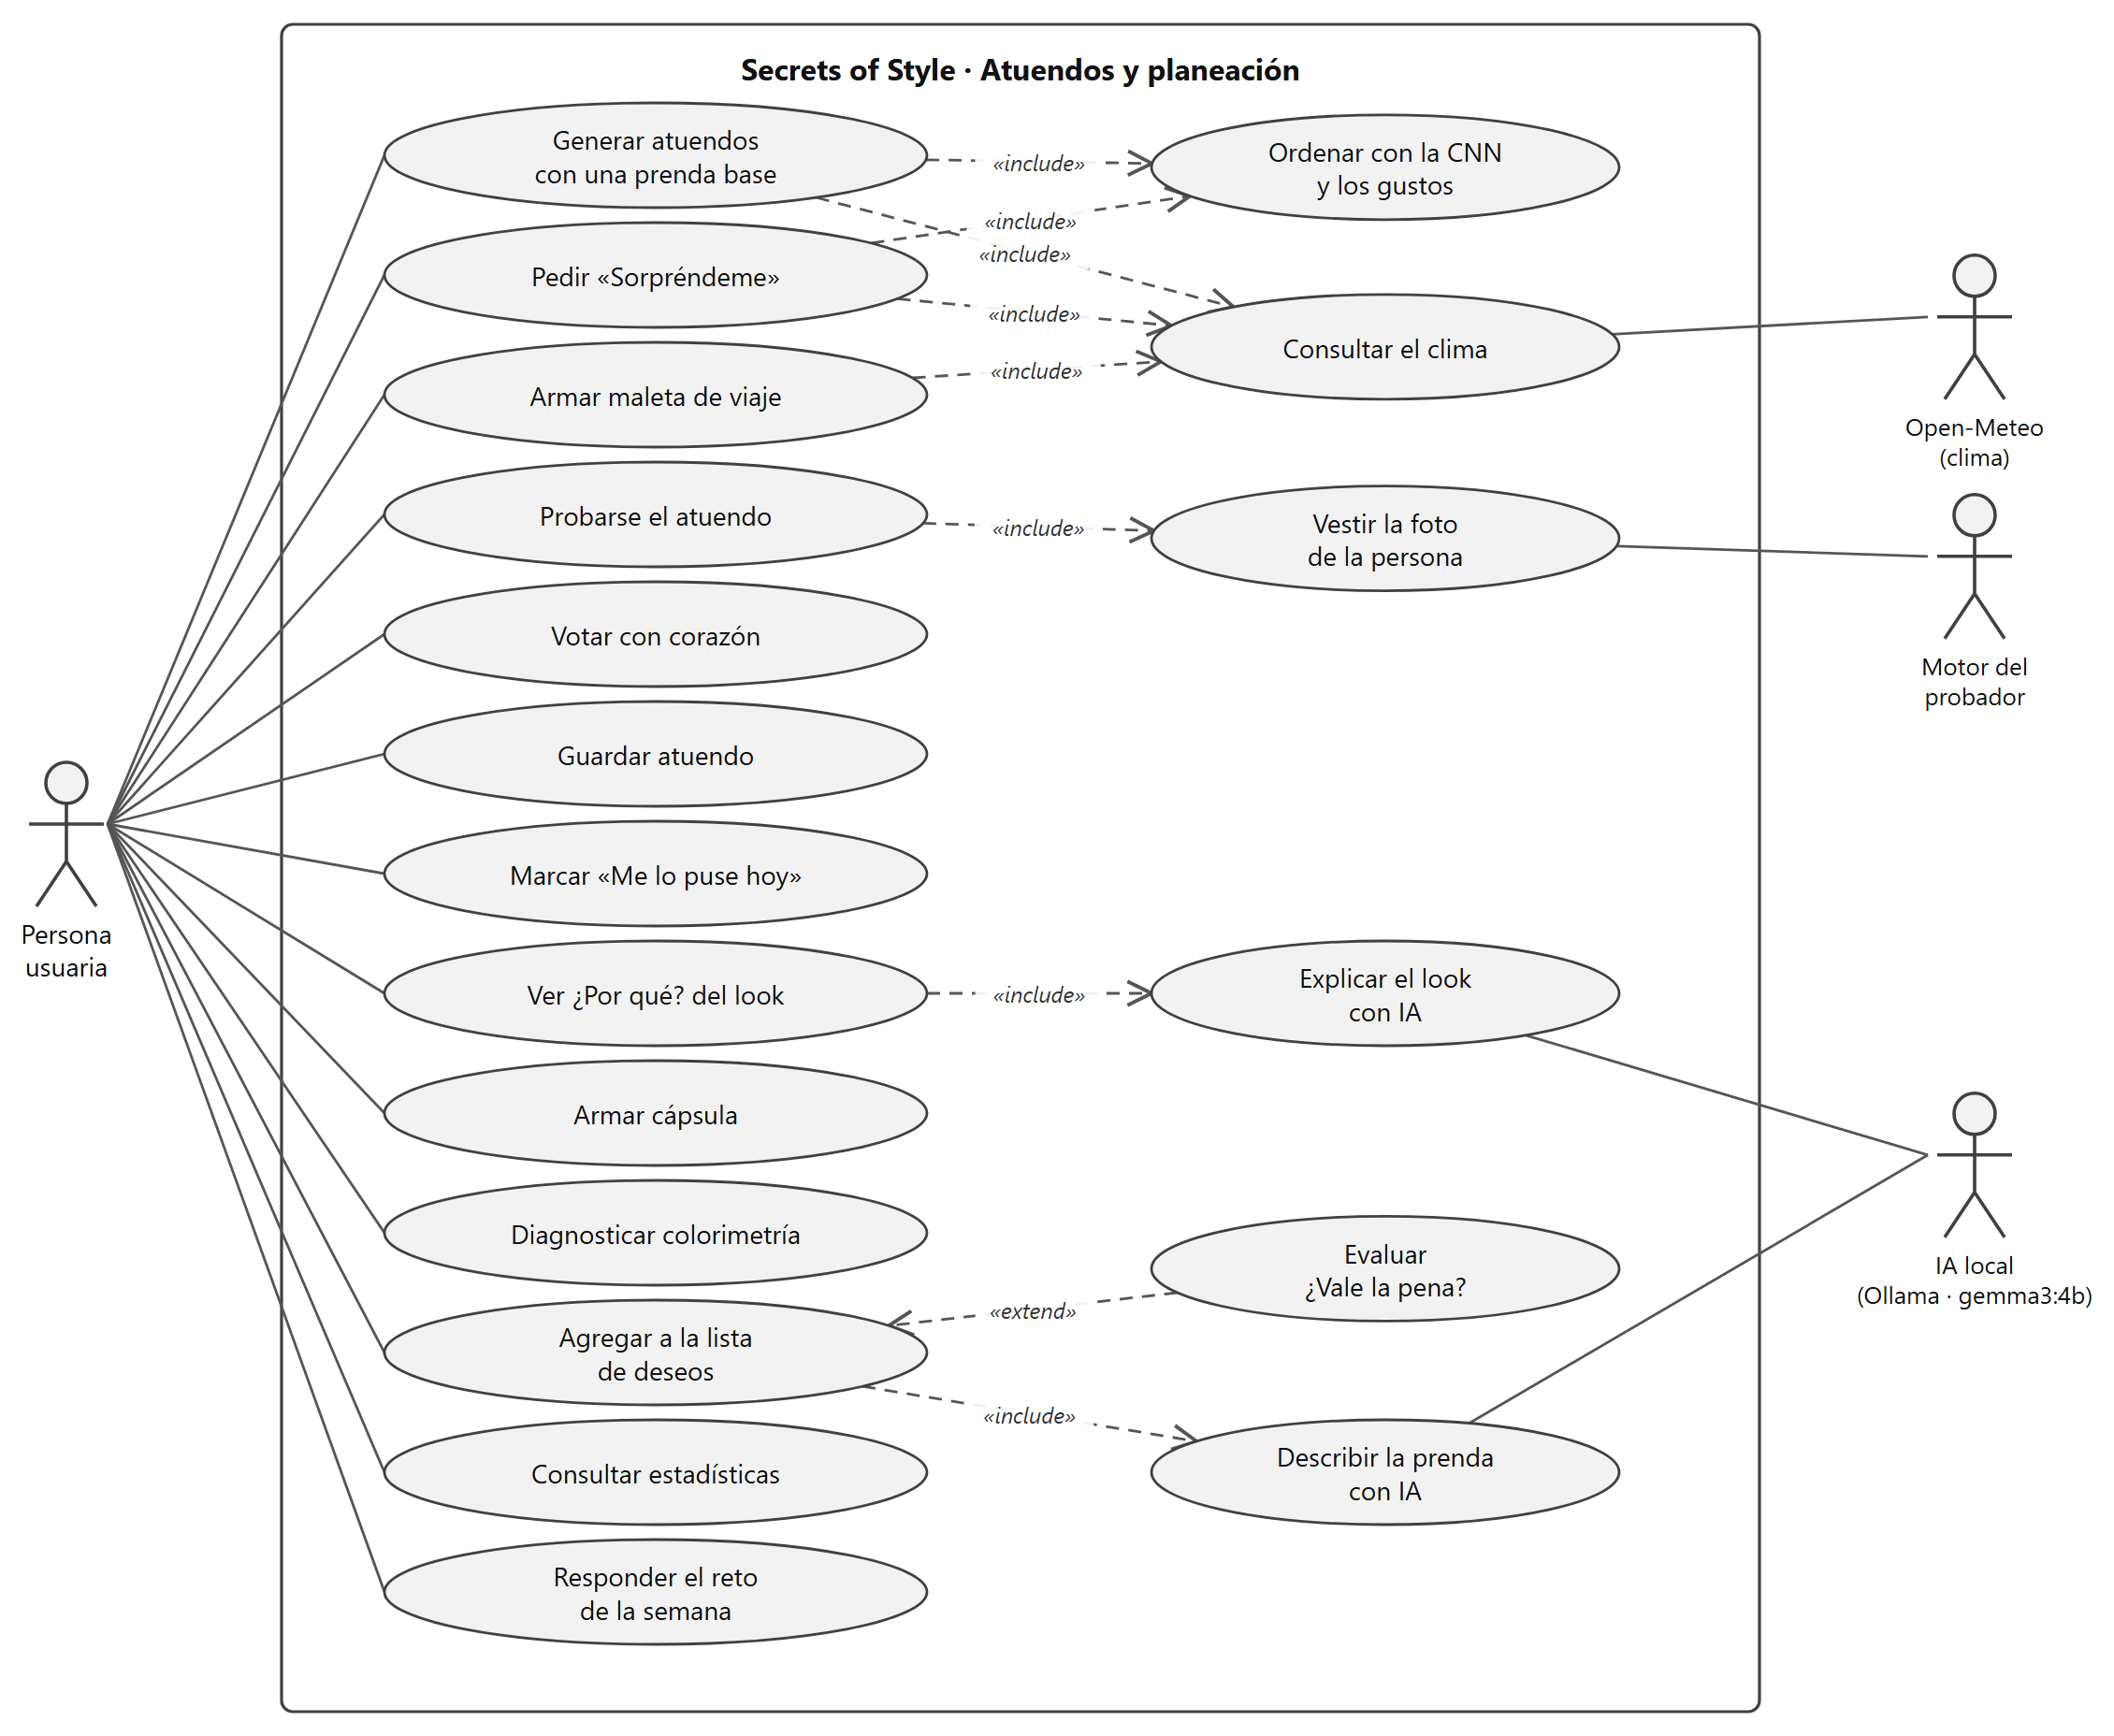 Secrets of Style · Atuendos y planeación
Generar atuendos
con una prenda base
«include»
Ordenar con la CNN
y los gustos
«include»
«include»
Pedir «Sorpréndeme»
«include»
Consultar el clima
Armar maleta de viaje
«include»
Open-Meteo
(clima)
Probarse el atuendo
«include»
Vestir la foto
de la persona
Motor del
probador
Votar con corazón
Guardar atuendo
Marcar «Me lo puse hoy»
Persona
usuaria
Ver ¿Por qué? del look
«include»
Explicar el look
con IA
Armar cápsula
Diagnosticar colorimetría
Evaluar
¿Vale la pena?
IA local
(Ollama · gemma3:4b)
«extend»
Agregar a la lista
de deseos
«include»
Consultar estadísticas
Describir la prenda
con IA
Responder el reto
de la semana